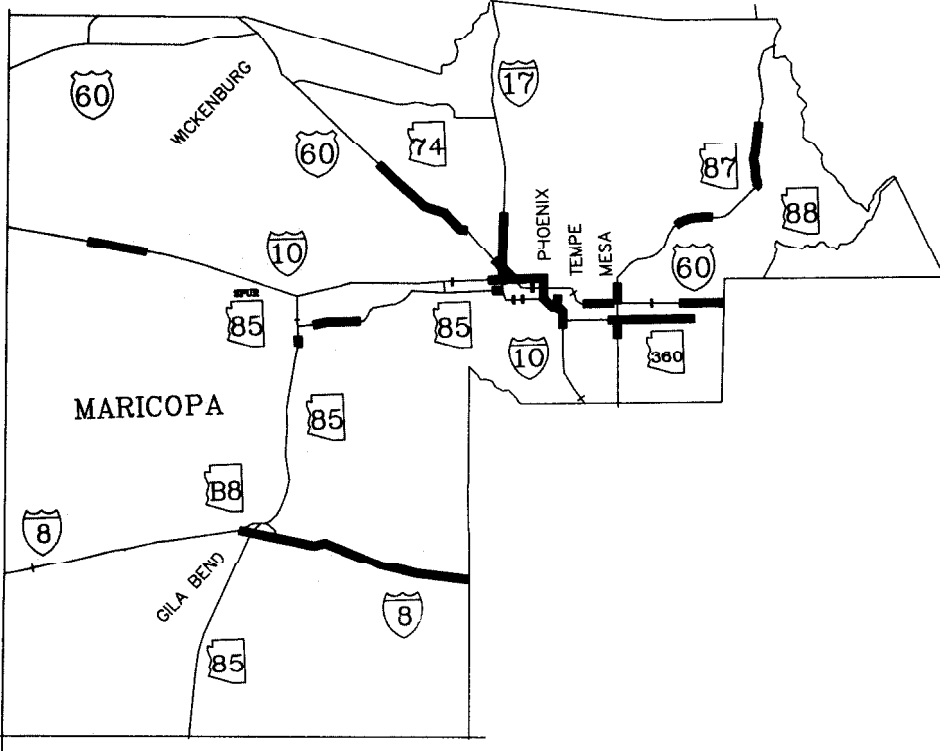 60
WICKENBURG
60
17
74
87
88
PHOENIX
TEMPE
MESA
10
60
SPUR
85
85
10
360
MARICOPA
85
B8
8
GILA BEND
8
85